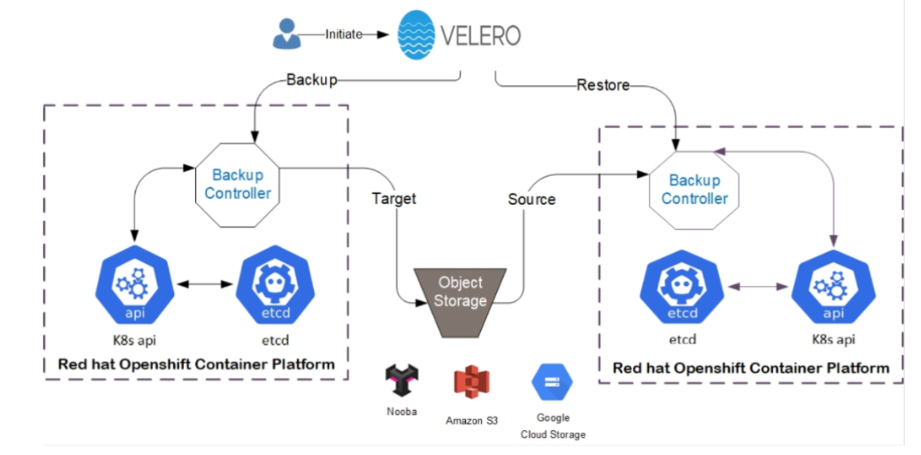 Initiate
VELERO
Backup
Restore
Backup
Controller
Target
Source
Backup
Controller
Object
Storage
api
etcd
K8s api
etcd
Red hat Openshift Container Platform
etcd
api
etcd
K8s api
Red hat Openshift Container Platform
Nooba
Amazon S3
Google
Cloud Storage